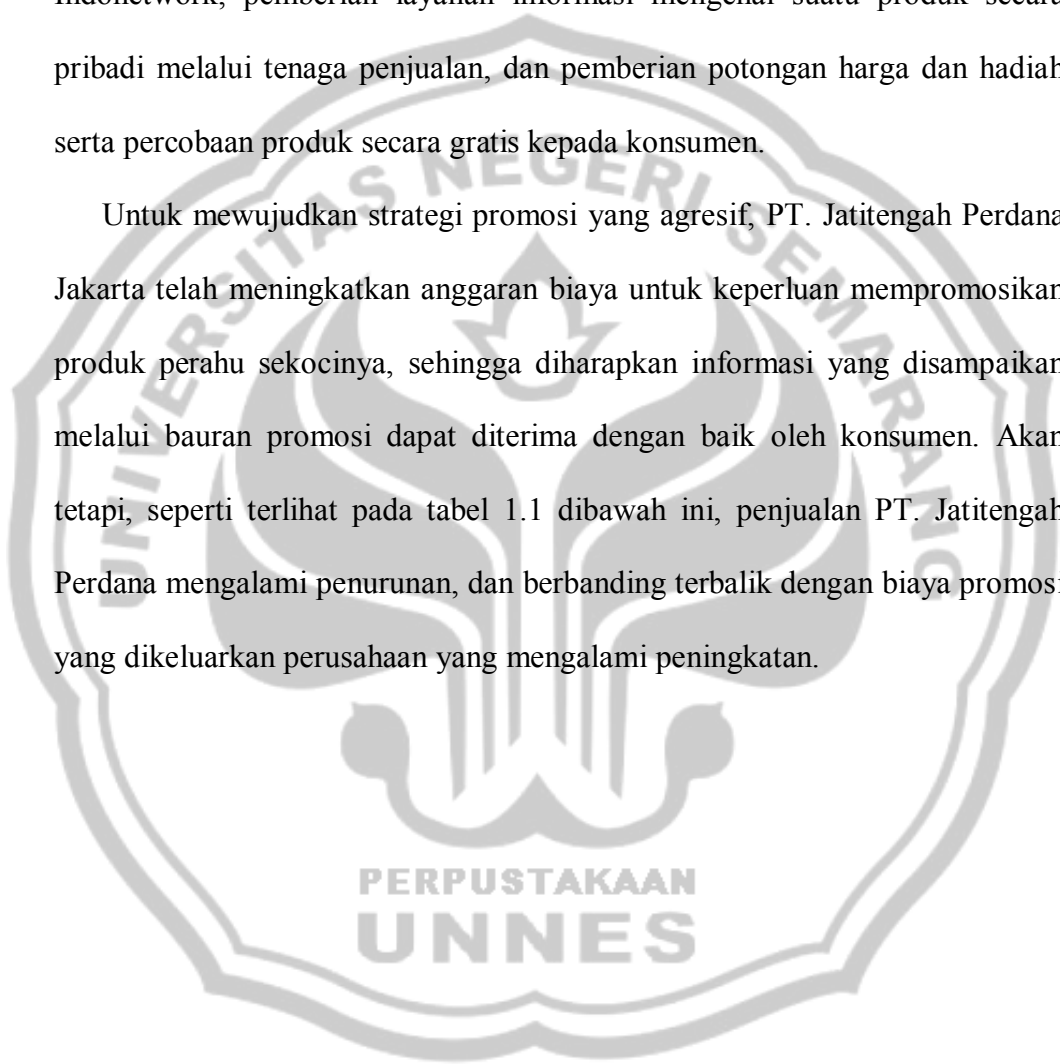 Indonetwork, pemberian layanan informasi mengenai suatu produk secara
pribadi melalui tenaga penjualan, dan pemberian potongan harga dan hadiah
serta percobaan produk secara gratis kepada konsumen.
Untuk mewujudkan strategi promosi yang agresif, PT. Jatitengah Perdana
Jakarta telah meningkatkan anggaran biaya untuk keperluan mempromosikan
produk perahu sekocinya, sehingga diharapkan informasi yang disampaikan
melalui bauran promosi dapat diterima dengan baik oleh konsumen. Akan
tetapi, seperti terlihat pada tabel 1.1 dibawah ini, penjualan PT. Jatitengah
Perdana mengalami penurunan, dan berbanding terbalik dengan biaya promosi
yang dikeluarkan perusahaan yang mengalami peningkatan.
UNIVERSITAS NEGERI SEMARANG
PERPUSTAKAAN
UNNES